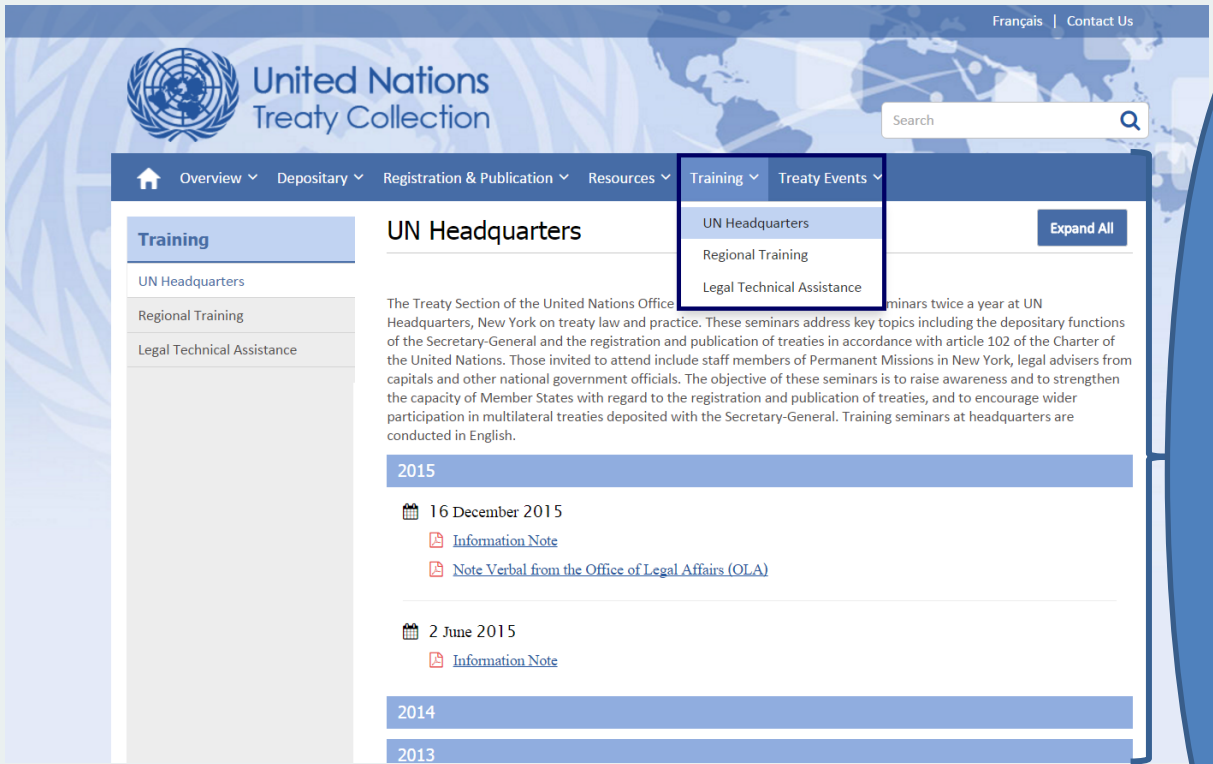 Français | Contact Us
United Nations
Treaty Collection
Search
Overview Depositary Registration & Publication Resources Training Treaty Events
UN Headquarters
Regional Training
Legal Technical Assistance
Training
UN Headquarters
Regional Training
Legal Technical Assistance
UN Headquarters
Expand All
The Treaty Section of the United Nations Office minars twice a year at UN
Headquarters, New York on treaty law and practice. These seminars address key topics including the depositary functions
of the Secretary-General and the registration and publication of treaties in accordance with article 102 of the Charter of
the United Nations. Those invited to attend include staff members of Permanent Missions in New York, legal advisers from
capitals and other national government officials. The objective of these seminars is to raise awareness and to strengthen
the capacity of Member States with regard to the registration and publication of treaties, and to encourage wider
participation in multilateral treaties deposited with the Secretary-General. Training seminars at headquarters are
conducted in English.
2015
16 December 2015
Information Note
Note Verbal from the Office of Legal Affairs (OLA)
2 June 2015
Information Note
2014
2013